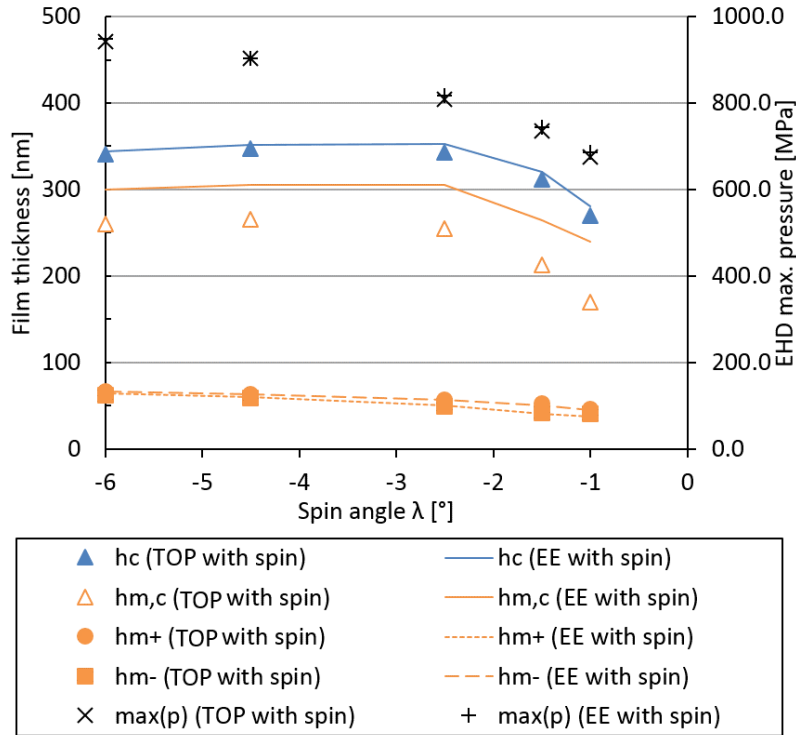 500
1000.0
400
800.0
300
600.0
200
400.0
100
200.0
0
0.0
Film thickness [nm]
EHD max. pressure [MPa]
-6 -5 -4 -3 -2 -1 0
Spin angle λ [°]
hc (TOP with spin)
hc (EE with spin)
hm,c (TOP with spin)
hm,c (EE with spin)
hm+ (TOP with spin)
hm+ (EE with spin)
hm- (TOP with spin)
hm- (EE with spin)
max(p) (TOP with spin)
max(p) (EE with spin)